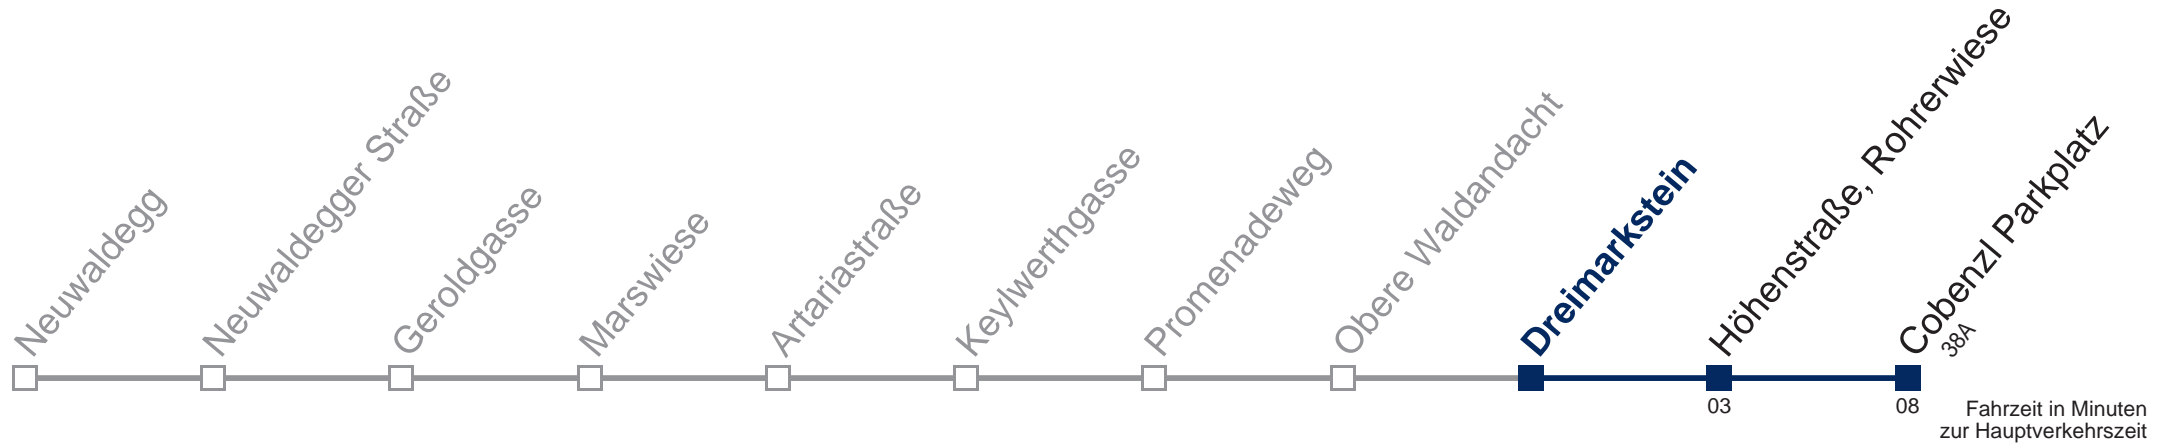 Neuwaldegg
Neuwaldegger Straße
Geroldgasse
Marswiese
Artariastraße
Keylwerthgasse
Promenadeweg
Obere Waldandacht
Dreimarkstein
Höhenstraße, Rohrerwiese
Cobenzl Parkplatz
38A
03
08
Fahrzeit in Minuten
zur Hauptverkehrszeit